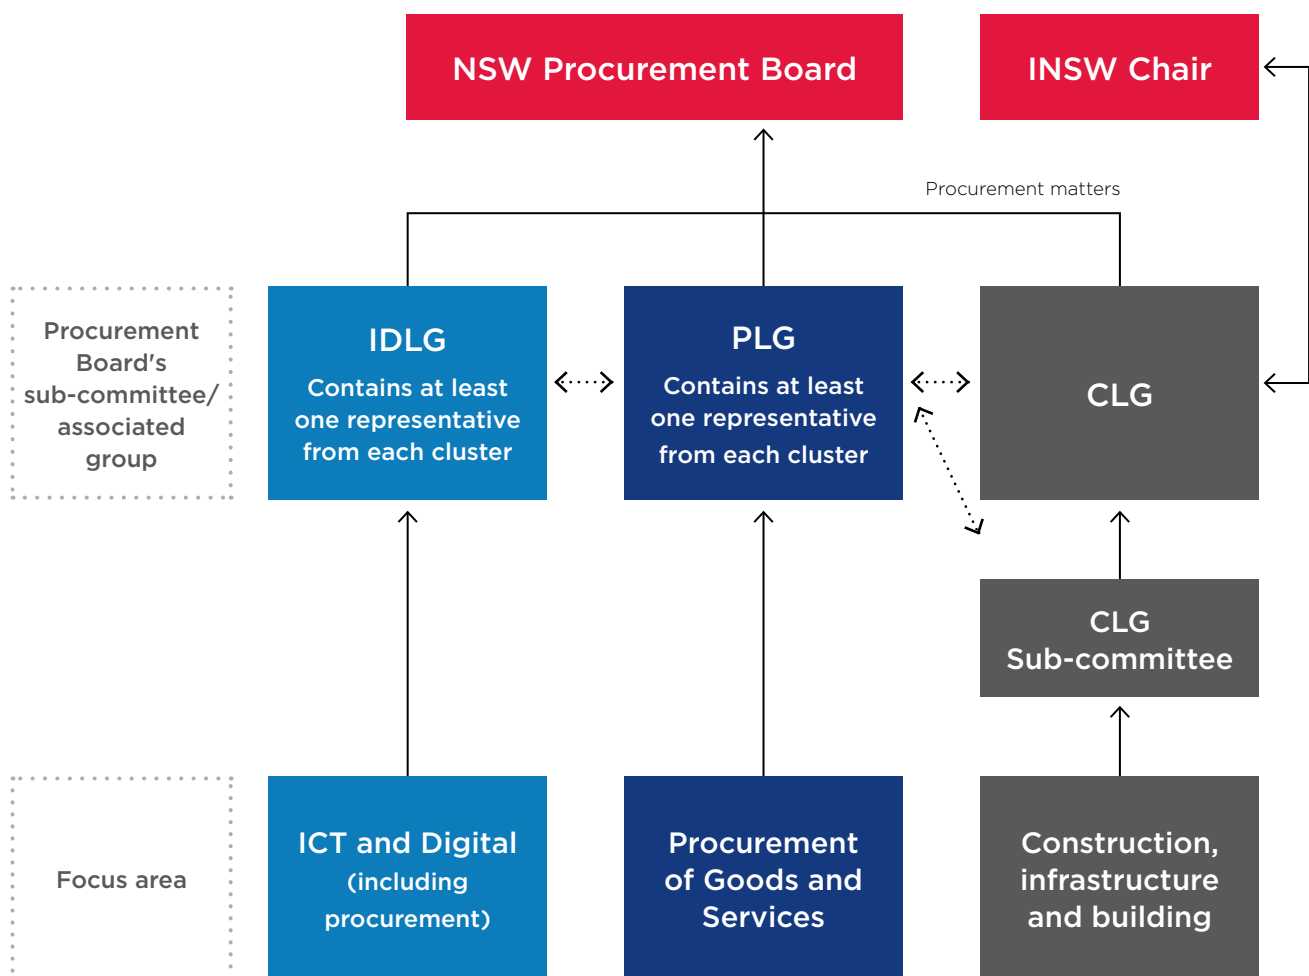 NSW Procurement Board
INSW Chair
Procurement matters
Procurement
Board's
sub-committee/
associated
group
IDLG
Contains at least
one representative
from each cluster
PLG
Contains at least
one representative
from each cluster
CLG
CLG
Sub-committee
Focus area
ICT and Digital
(including
procurement)
Procurement
of Goods and
Services
Construction,
infrastructure
and building